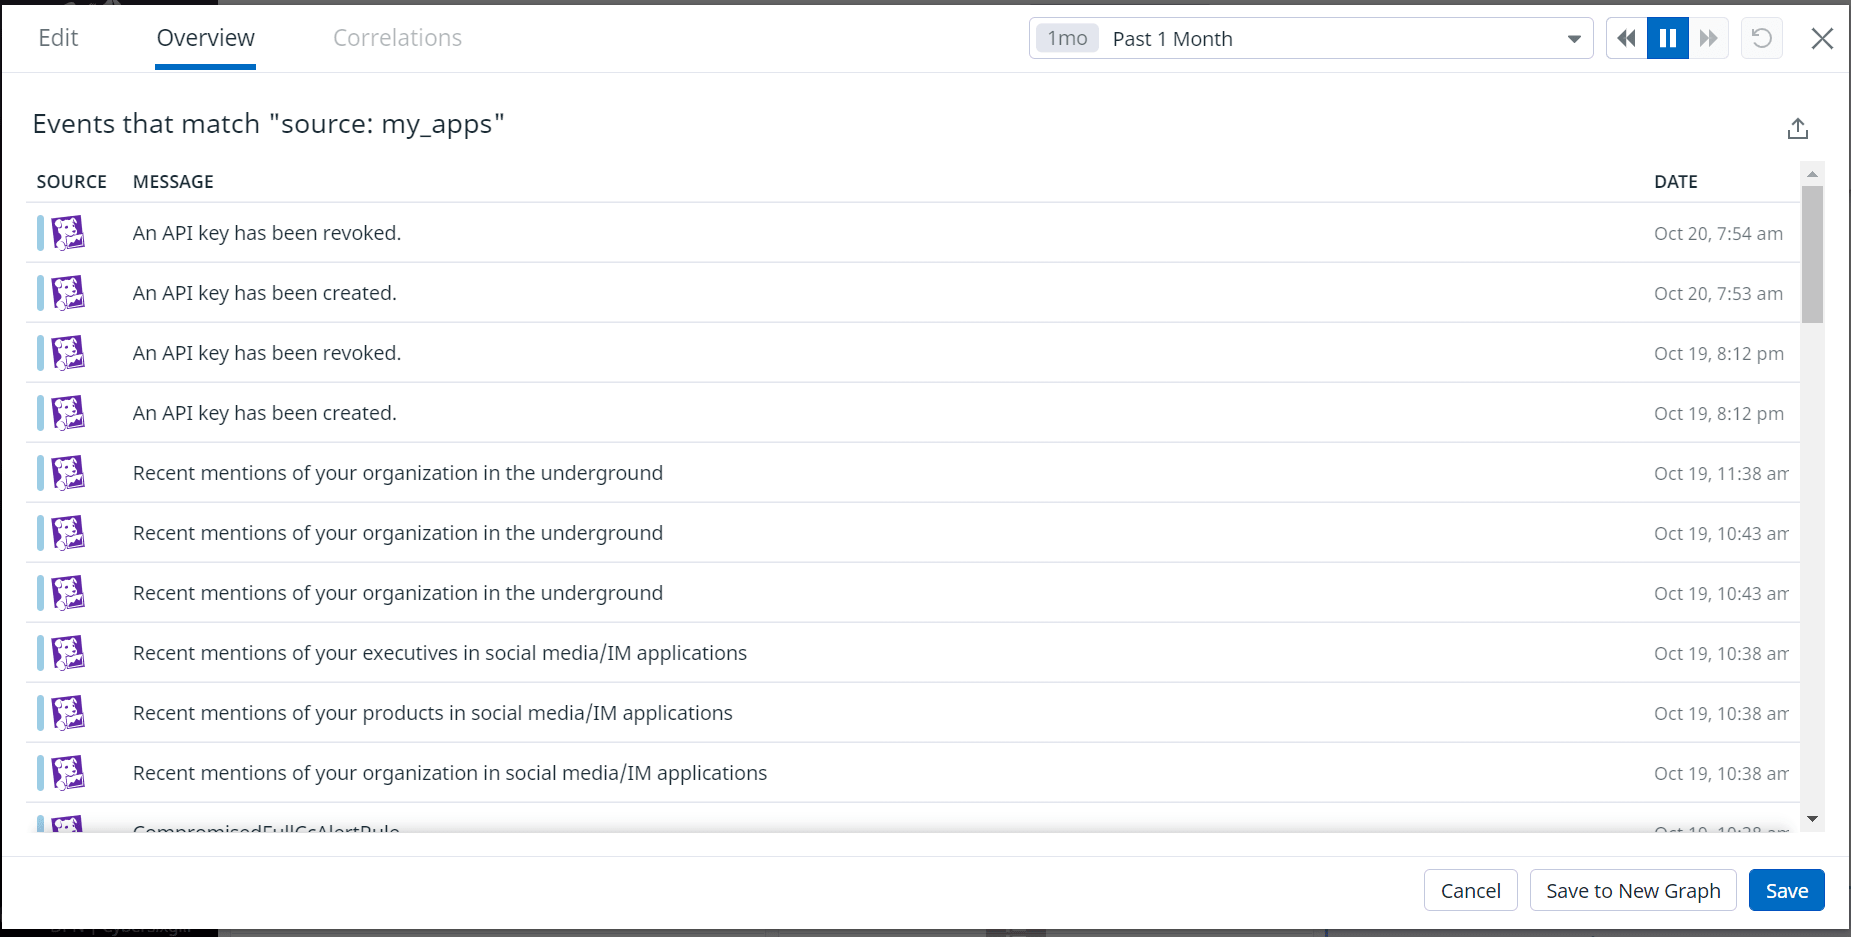 Edit Overview Correlations 1mo Past 1 Month
Events that match "source: my_apps"
SOURCE MESSAGE DATE
An API key has been revoked. Oct 20, 7:54 am
An API key has been created. Oct 20, 7:53 am
An API key has been revoked. Oct 19, 8:12 pm
An API key has been created. Oct 19, 8:12 pm
Recent mentions of your organization in the underground Oct 19, 11:38 am
Recent mentions of your organization in the underground Oct 19, 10:43 am
Recent mentions of your organization in the underground Oct 19, 10:43 am
Recent mentions of your executives in social media/IM applications Oct 19, 10:38 am
Recent mentions of your products in social media/IM applications Oct 19, 10:38 am
Recent mentions of your organization in social media/IM applications Oct 19, 10:38 am
CompromisedFullCcAlertRule Oct 19, 10:38 am
Cancel Save to New Graph Save